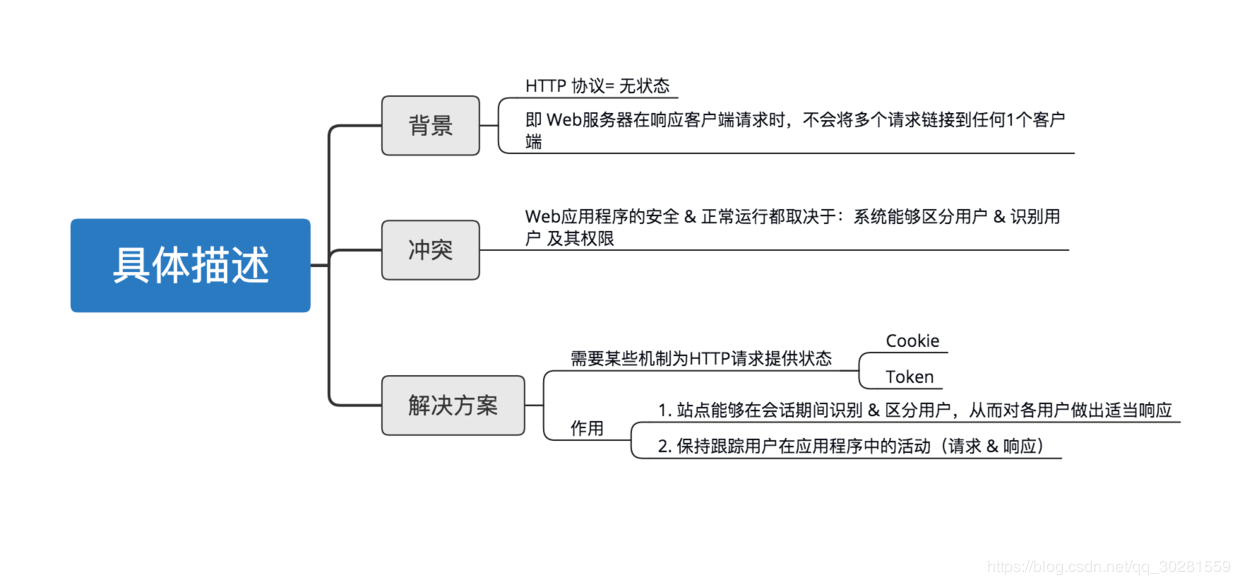 具体描述
背景
HTTP 协议= 无状态
即 Web服务器在响应客户端请求时，不会将多个请求链接到任何1个客户
端
冲突
Web应用程序的安全 & 正常运行都取决于：系统能够区分用户 & 识别用
户 及其权限
解决方案
需要某些机制为HTTP请求提供状态
Cookie
Token
作用
1. 站点能够在会话期间识别 & 区分用户，从而对各用户做出适当响应
2. 保持跟踪用户在应用程序中的活动（请求 & 响应）
https://blog.csdn.net/qq_30281559